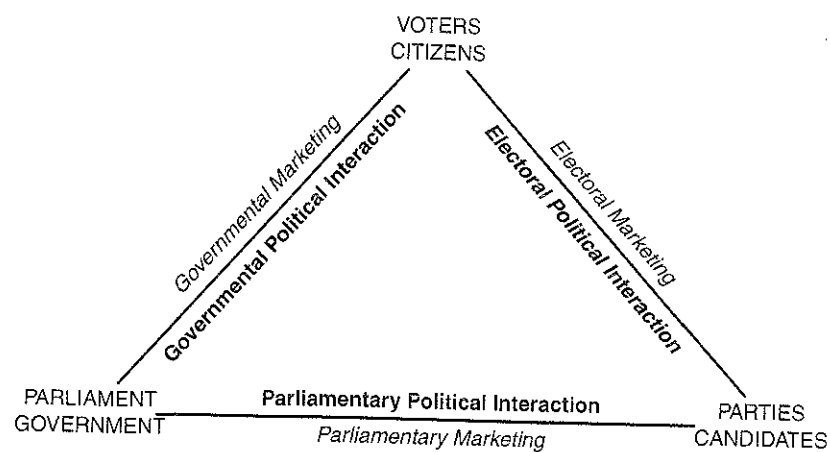 VOTERS
CITIZENS
Governmental Marketing
Governmental Political Interaction
Electoral Marketing
Electoral Political Interaction
PARLIAMENT
GOVERNMENT
Parliamentary Political Interaction
Parliamentary Marketing
PARTIES
CANDIDATES